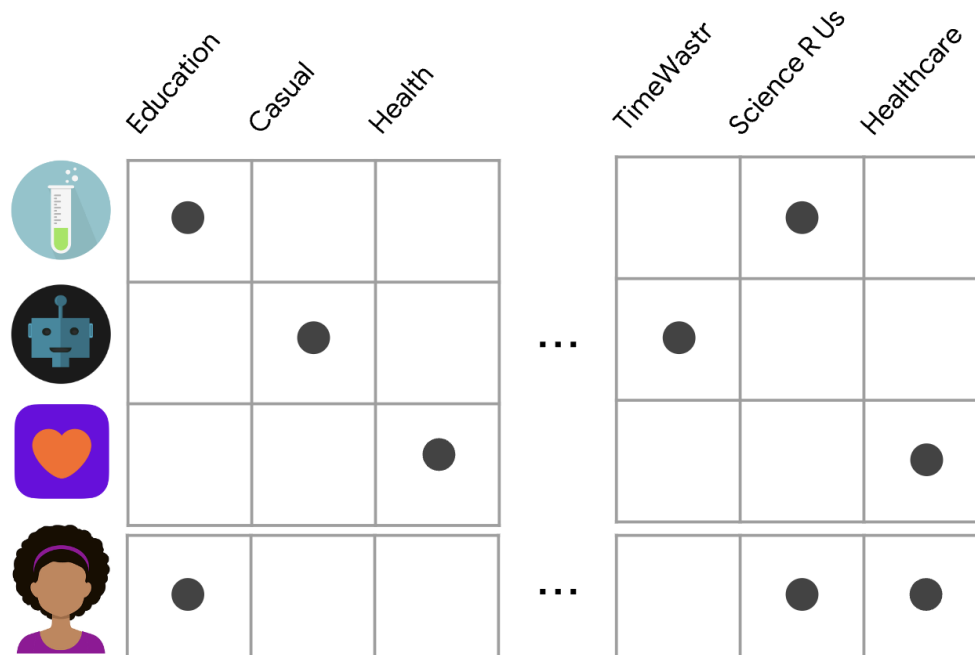 Education
Casual
Health
TimeWastr
Science R Us
Healthcare
...
...